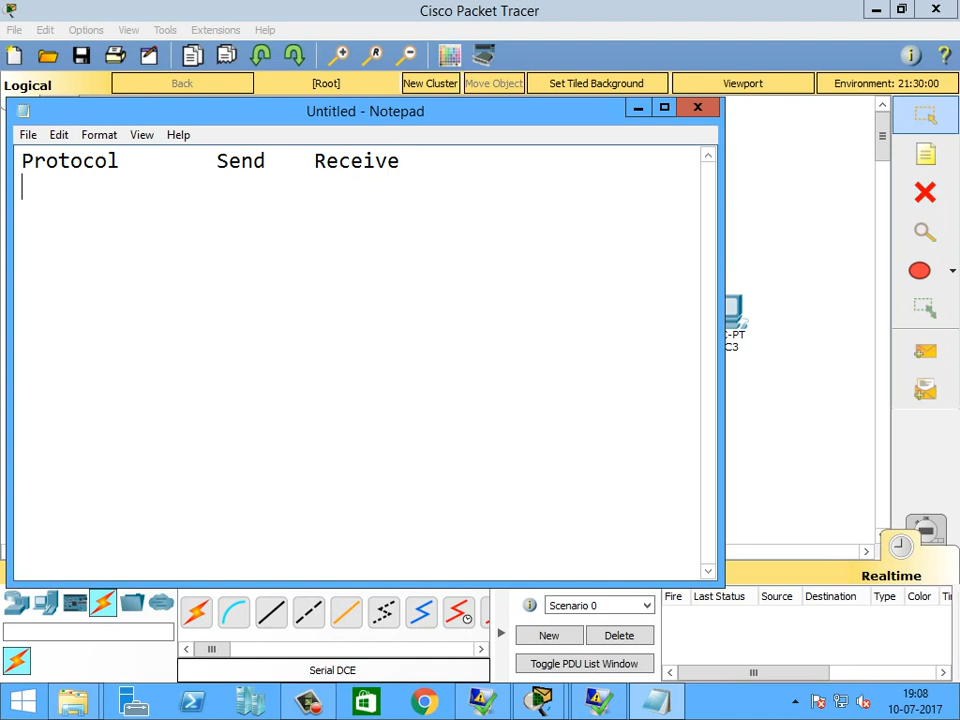 Cisco Packet Tracer
File Edit Options View Tools Extensions Help
Logical Back [Root] New Cluster Move Object Set Tiled Background Viewport Environment: 21:30:00
Untitled - Notepad
File Edit Format View Help
Protocol Send Receive
C-PT
C3
Realtime
Scenario 0
Fire Last Status Source Destination Type Color
New Delete
Toggle PDU List Window
Serial DCE
19:08
10-07-2017